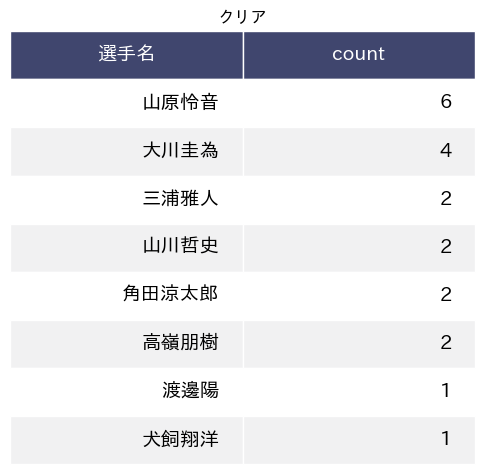 クリア
選手名 count
山原怜音 6
大川圭為 4
三浦雅人 2
山川哲史 2
角田涼太郎 2
高嶺朋樹 2
渡邊陽 1
犬飼翔洋 1